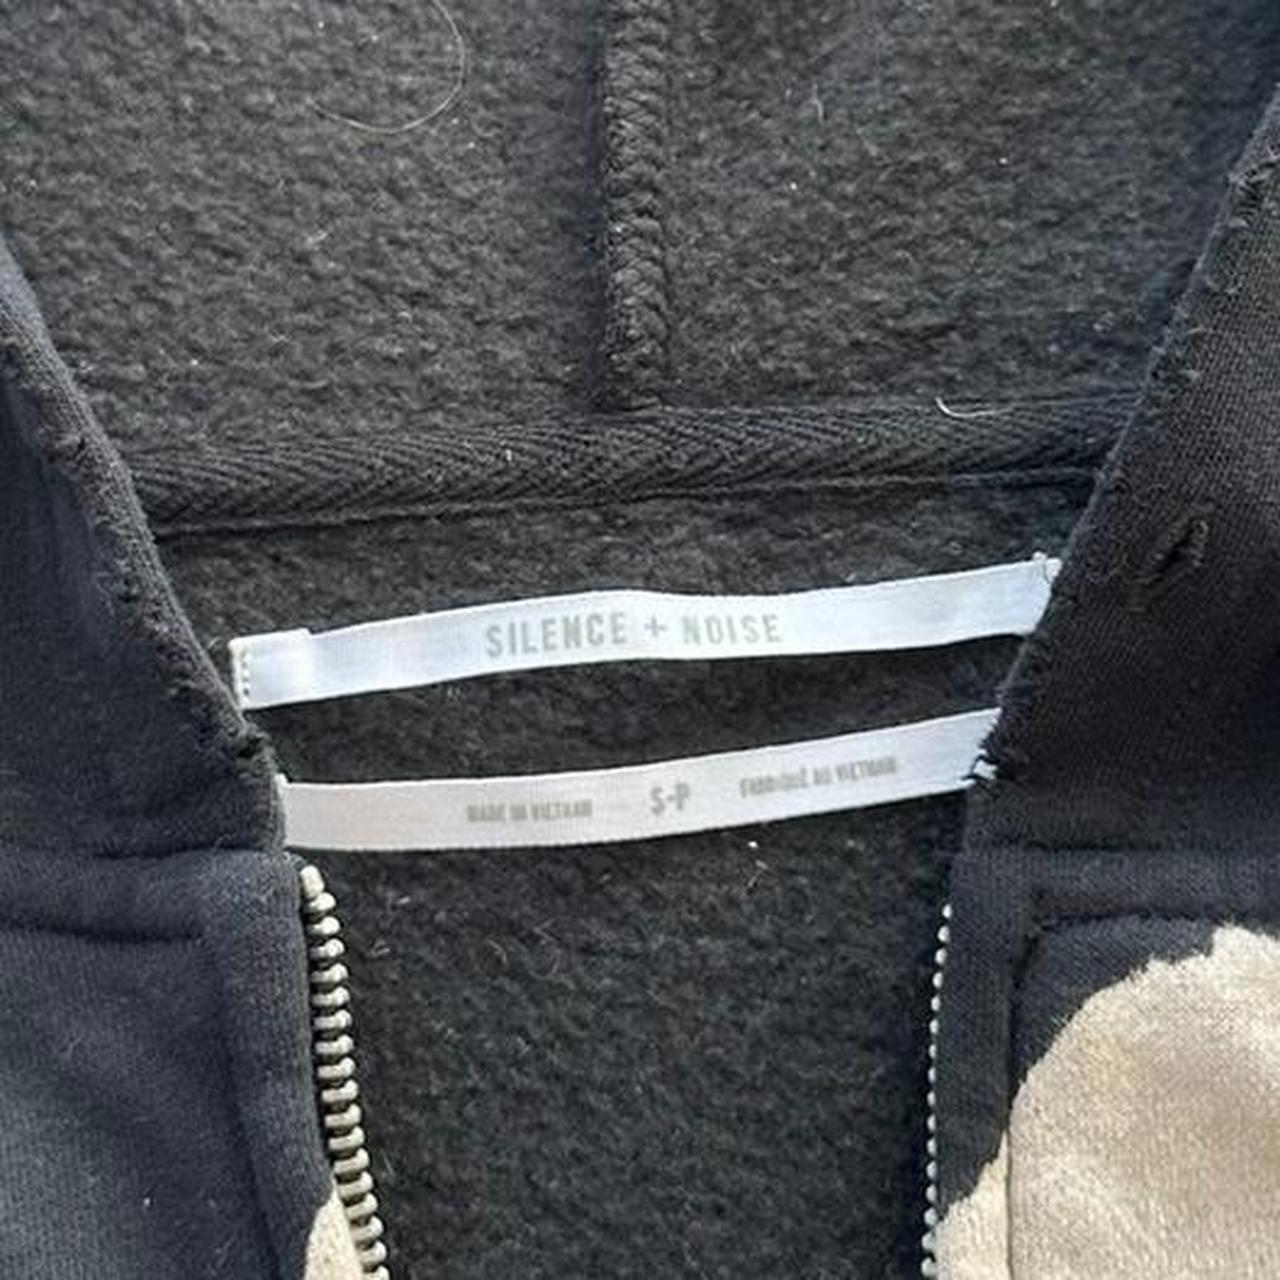 SILENCE + NOISE
MADE IN VIETNAM S-P FABRIQUÉ AU VIETNAM